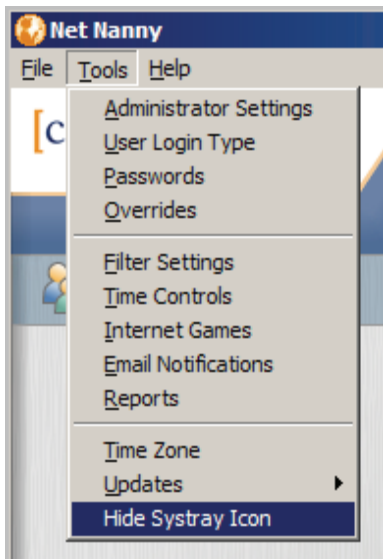 Net Nanny
File Tools Help
[c
Administrator Settings
User Login Type
Passwords
Overrides
Filter Settings
Time Controls
Internet Games
Email Notifications
Reports
Time Zone
Updates
Hide Systray Icon